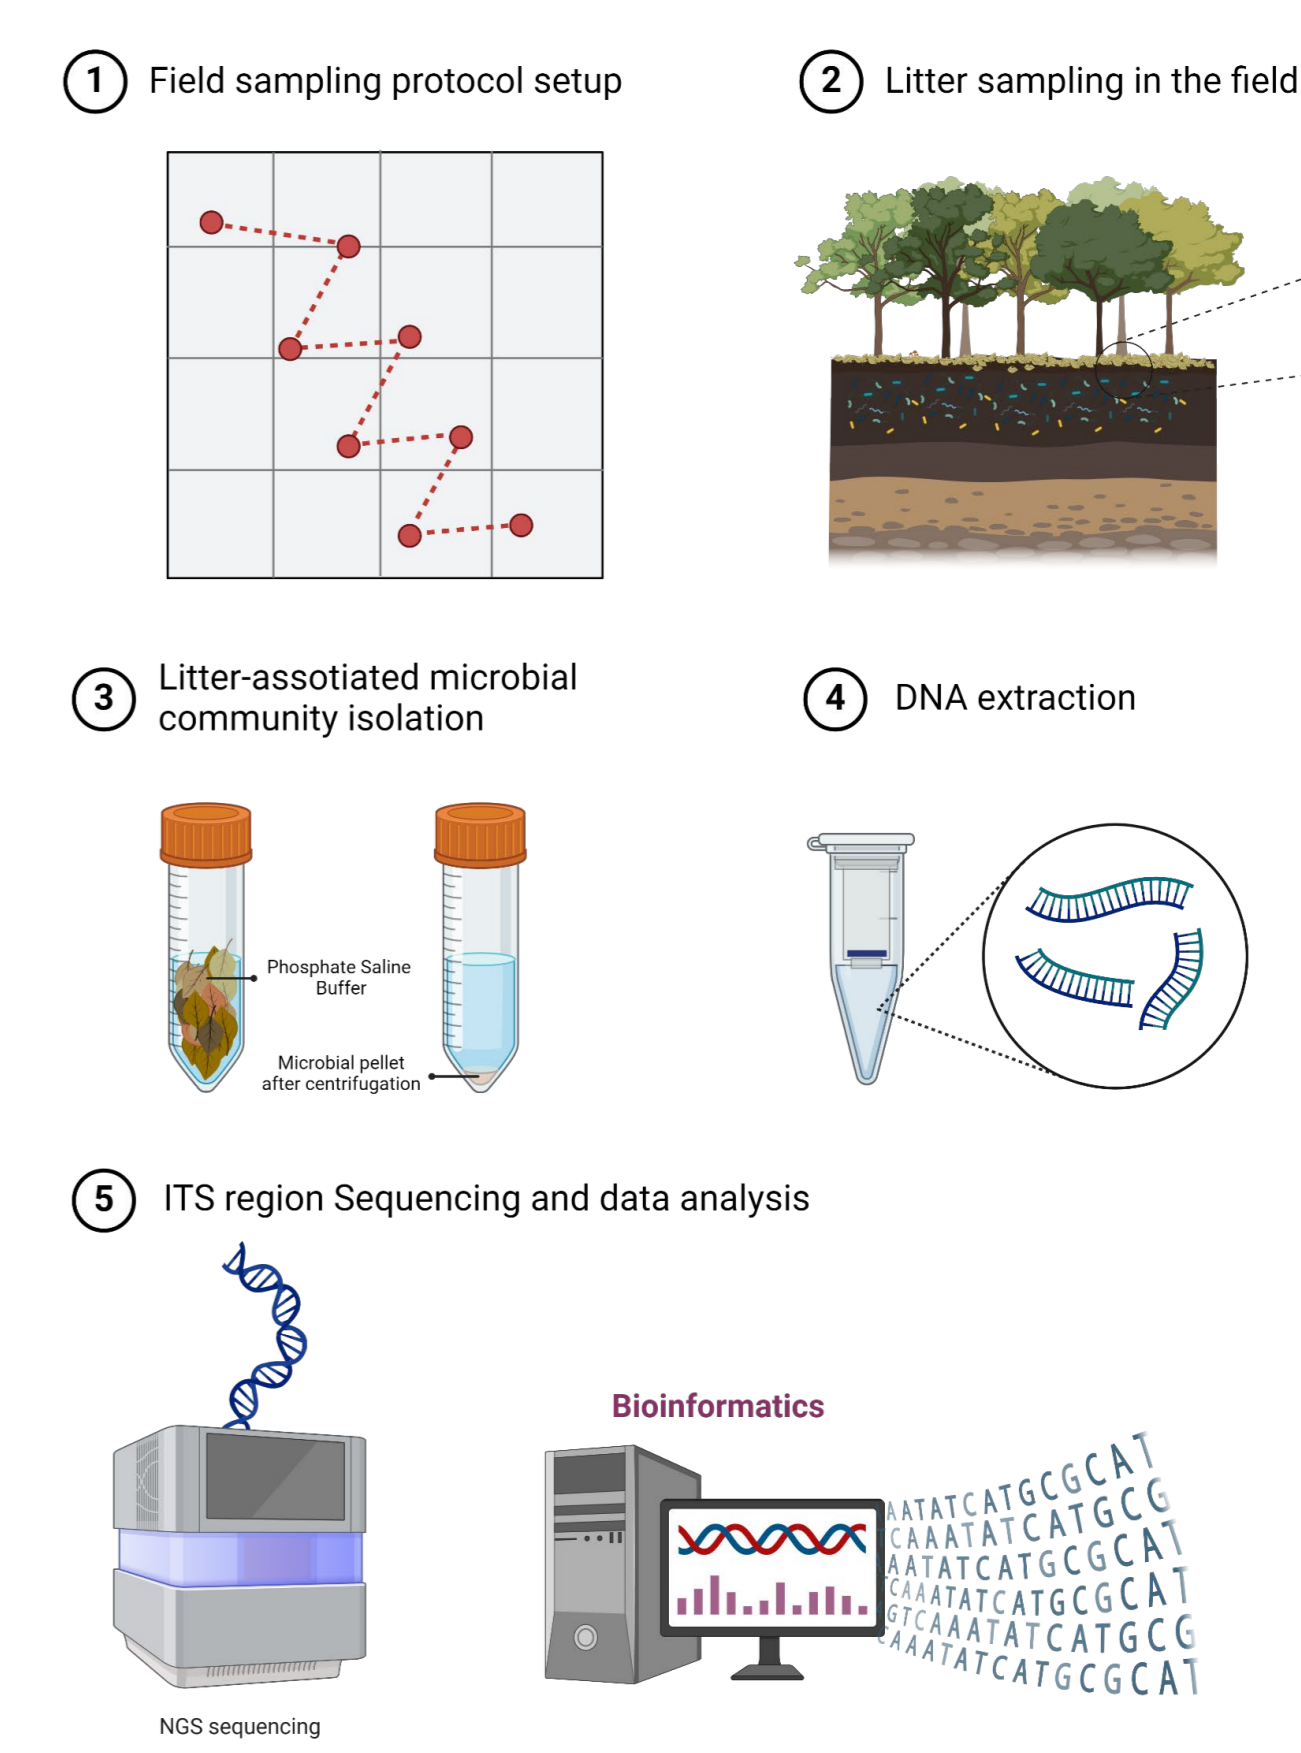 1 Field sampling protocol setup
2 Litter sampling in the field
3 Litter-assotiated microbial
community isolation
4 DNA extraction
Phosphate Saline
Buffer
Microbial pellet
after centrifugation
5 ITS region Sequencing and data analysis
Bioinformatics
AATATCATGCGCAT
CAAATATCATGCG
AATATCATGCGCAT
CAAATATCATGCGCAT
GTCAAATATCATGCG
CAAATATCATGCGCAT
NGS sequencing